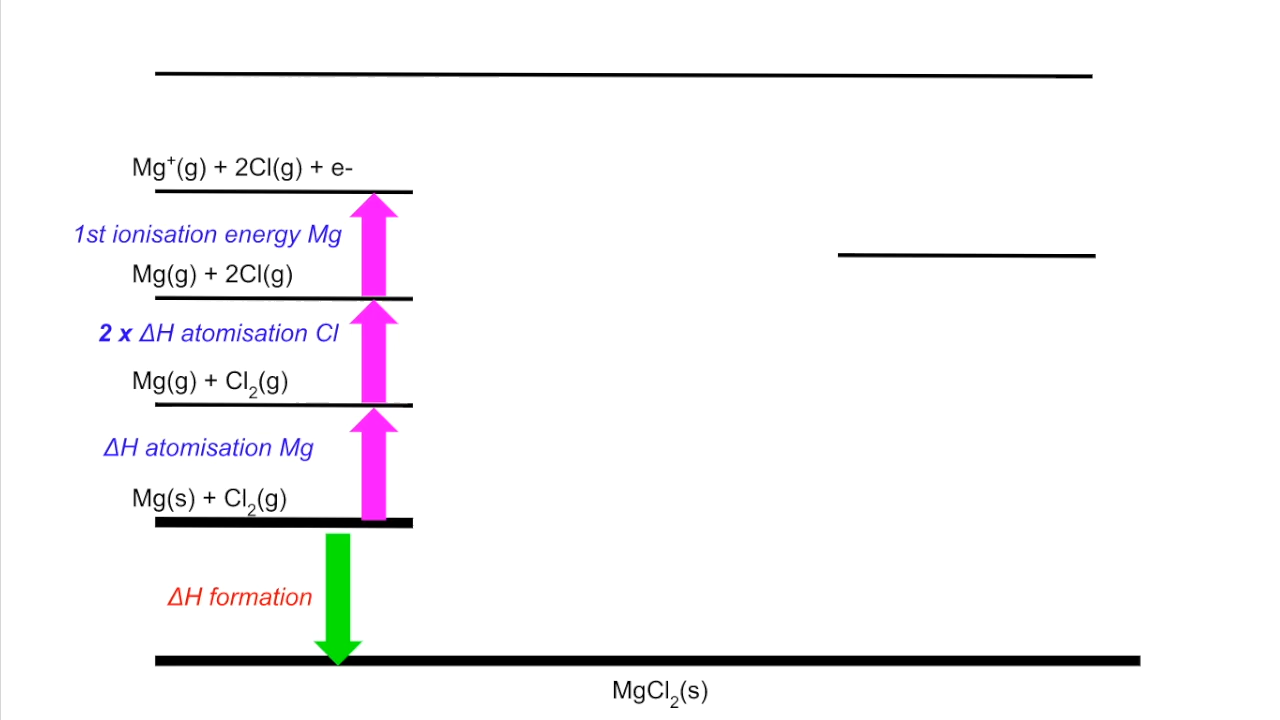 Mg⁺(g) + 2Cl(g) + e-
1st ionisation energy Mg
Mg(g) + 2Cl(g)
2 x ΔH atomisation Cl
Mg(g) + Cl₂(g)
ΔH atomisation Mg
Mg(s) + Cl₂(g)
ΔH formation
MgCl₂(s)